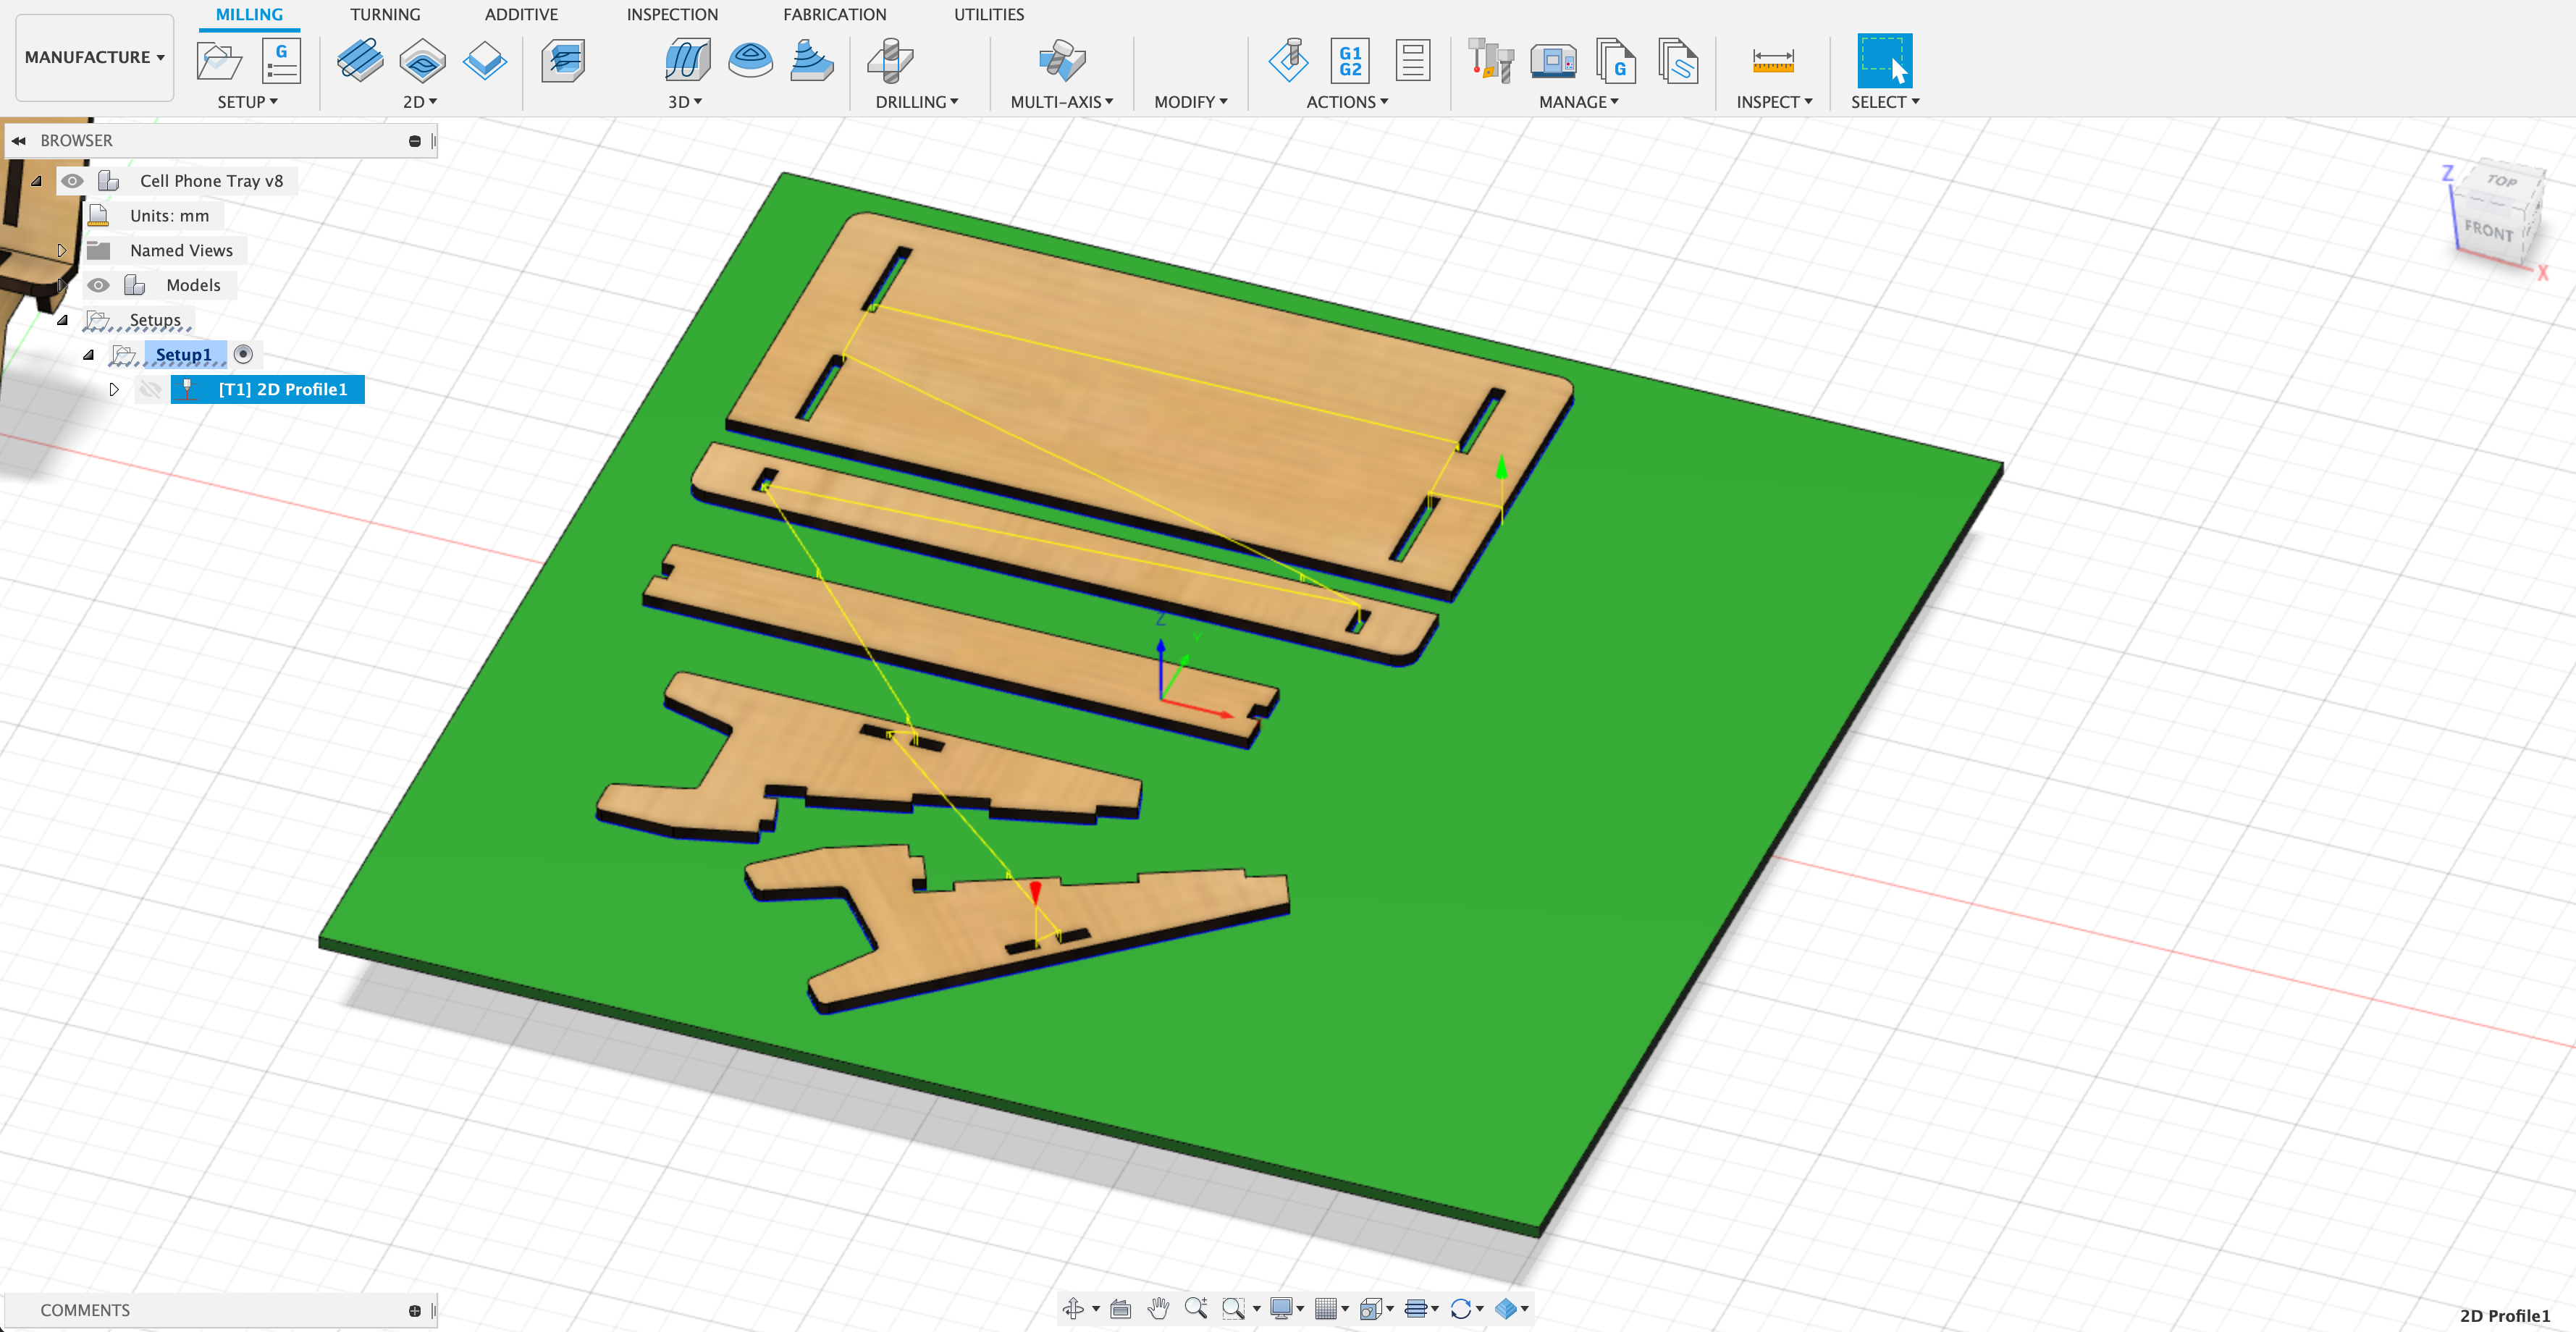 MILLING TURNING ADDITIVE INSPECTION FABRICATION UTILITIES
MANUFACTURE
G
G1
G2
G
SETUP 2D 3D DRILLING MULTI-AXIS MODIFY ACTIONS MANAGE INSPECT SELECT
BROWSER
Cell Phone Tray v8
Units: mm
Named Views
Models
Setups
Setup1
[T1] 2D Profile1
Z
TOP
FRONT
X
Z
Y
COMMENTS
2D Profile1